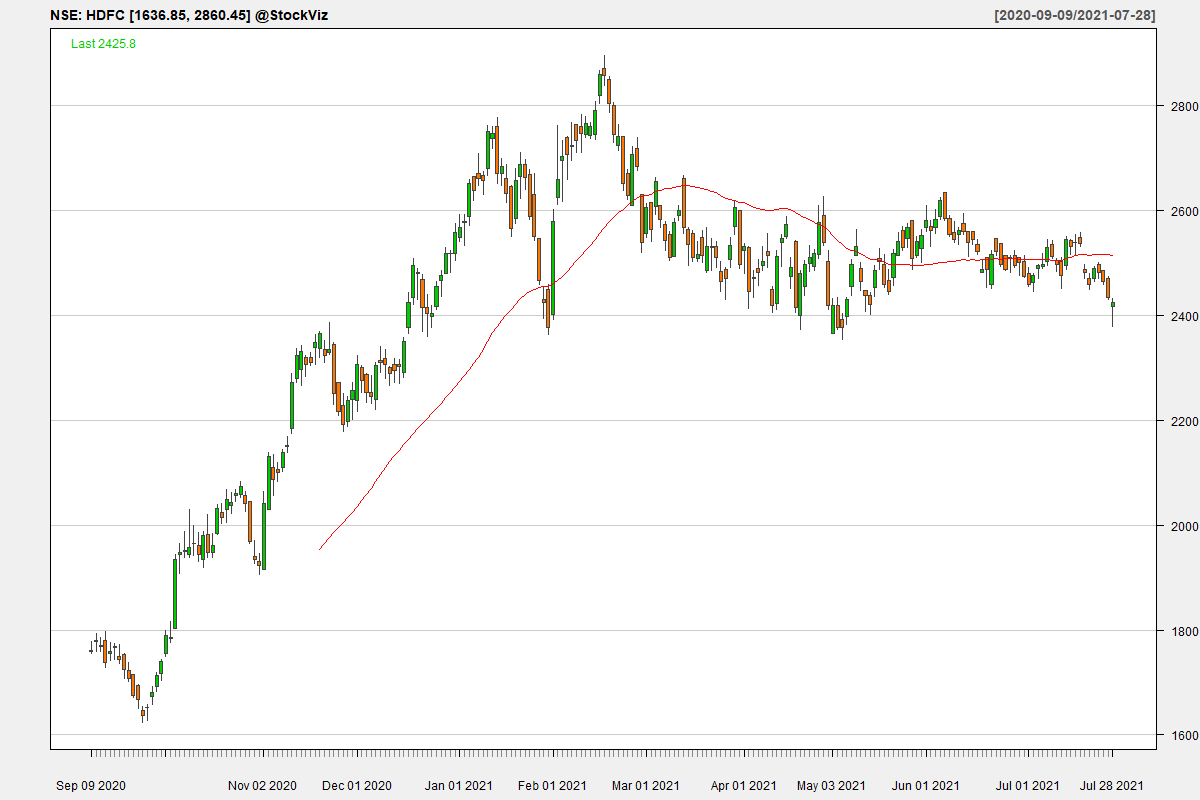 NSE: HDFC [1636.85, 2860.45] @StockViz
[2020-09-09/2021-07-28]
Last 2425.8
2800
2600
2400
2200
2000
1800
1600
Sep 09 2020
Nov 02 2020
Dec 01 2020
Jan 01 2021
Feb 01 2021
Mar 01 2021
Apr 01 2021
May 03 2021
Jun 01 2021
Jul 01 2021
Jul 28 2021